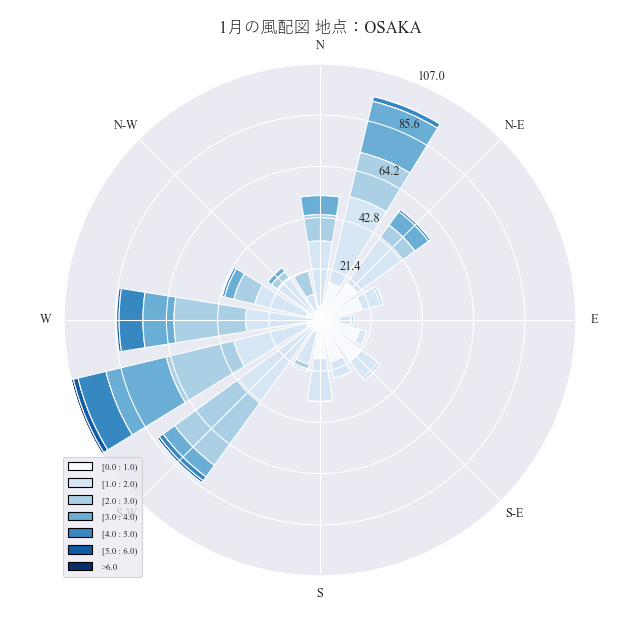 1月の風配図 地点：OSAKA
N
107.0
N-W
85.6
N-E
64.2
42.8
21.4
W
E
[0.0 : 1.0)
[1.0 : 2.0)
[2.0 : 3.0)
S-W
[3.0 : 4.0)
S-E
[4.0 : 5.0)
[5.0 : 6.0)
>6.0
S